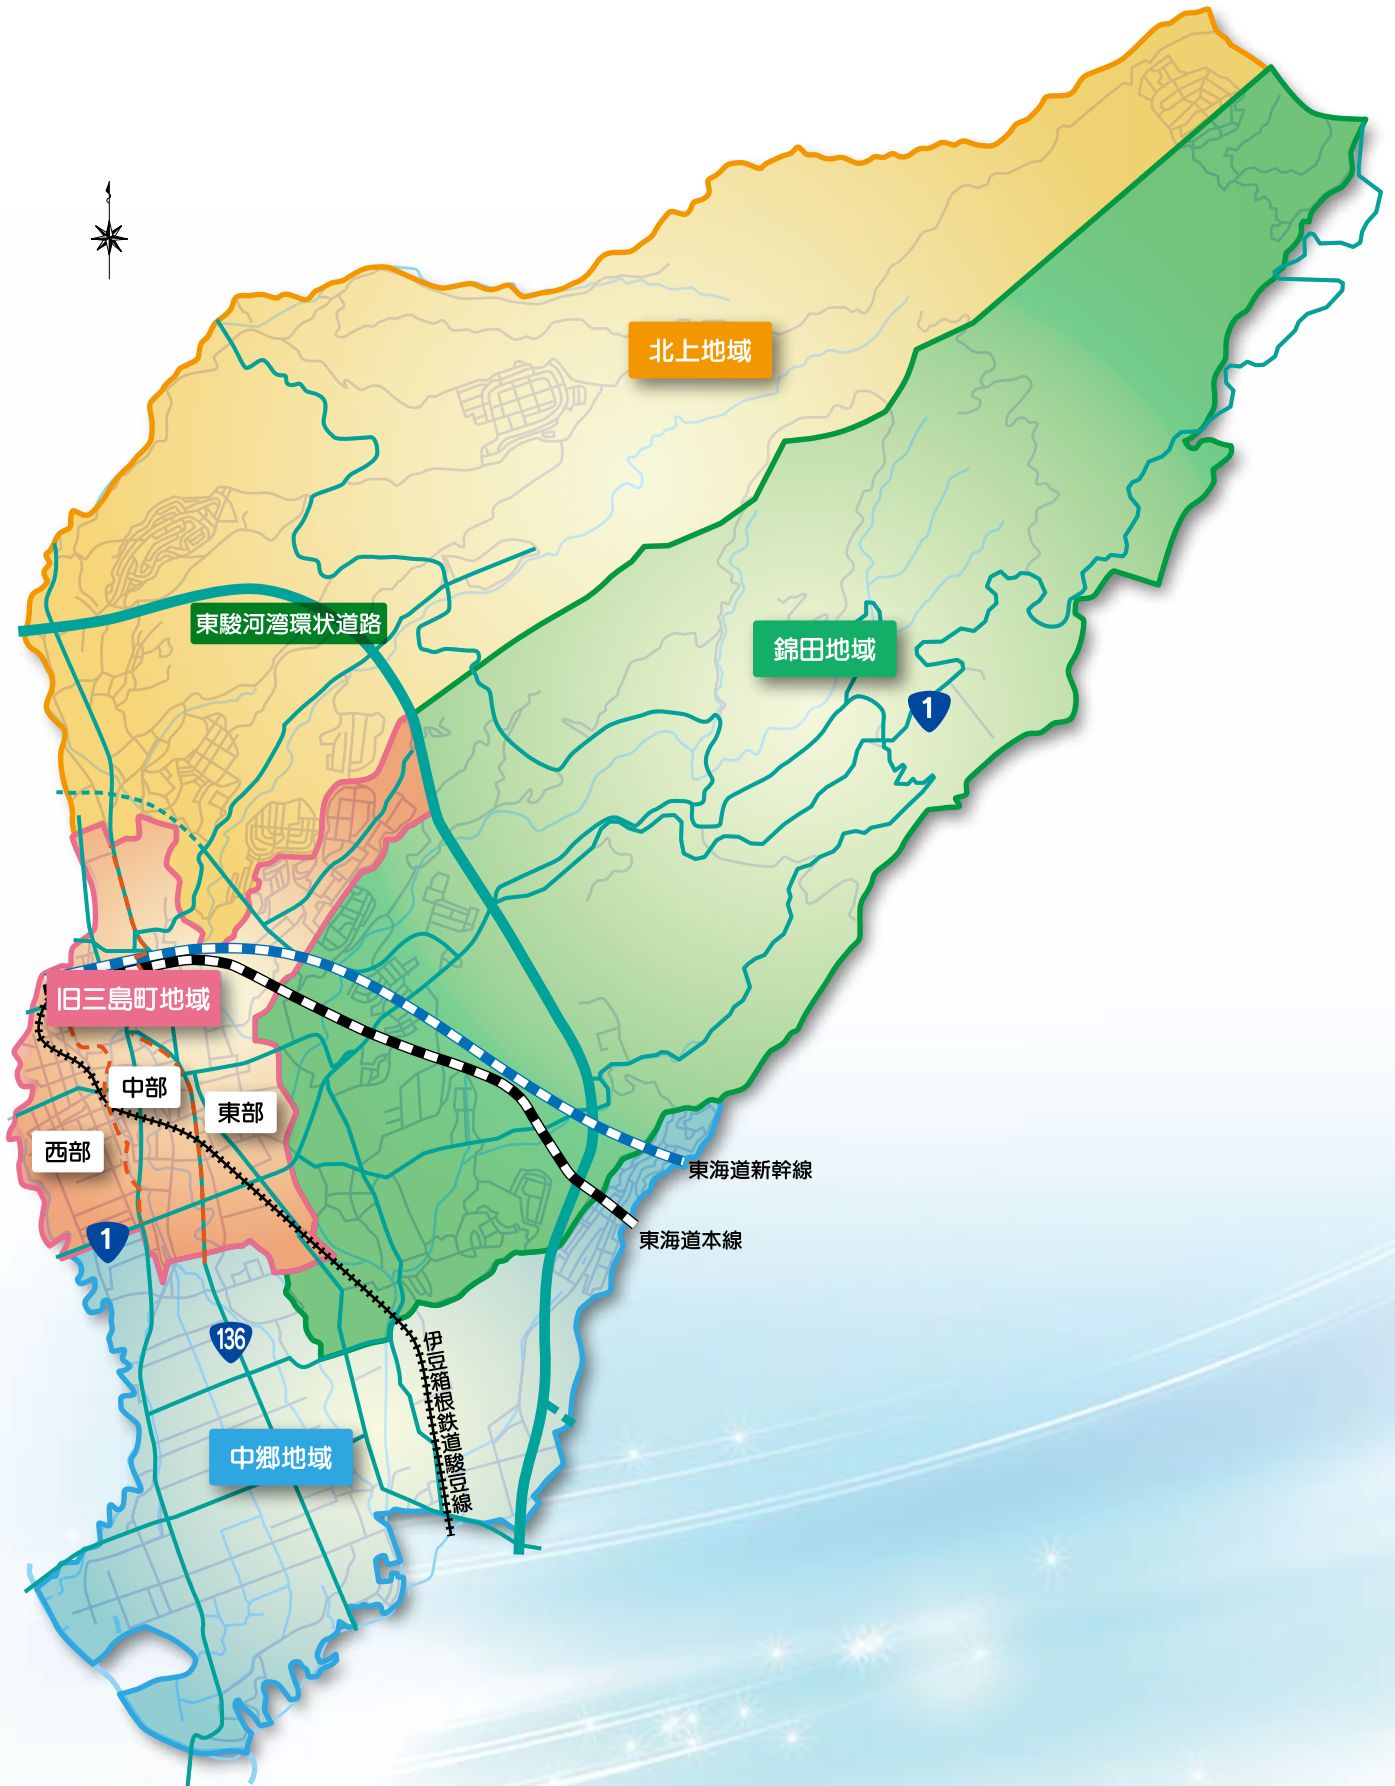 北上地域
東駿河湾環状道路
錦田地域
1
旧三島町地域
中部
東部
西部
東海道新幹線
東海道本線
1
136
伊豆箱根鉄道駿豆線
中郷地域